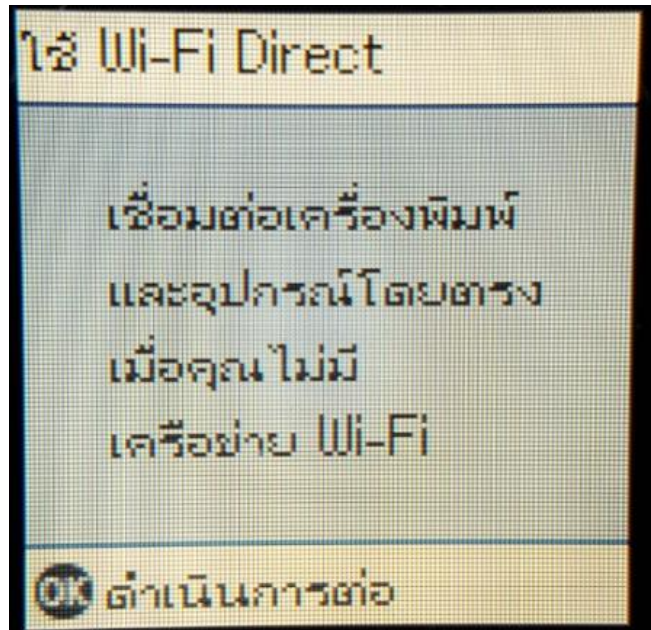 ใช้ Wi-Fi Direct
เชื่อมต่อเครื่องพิมพ์
และอุปกรณ์โดยตรง
เมื่อคุณไม่มี
เครือข่าย Wi-Fi
OK ดำเนินการต่อ